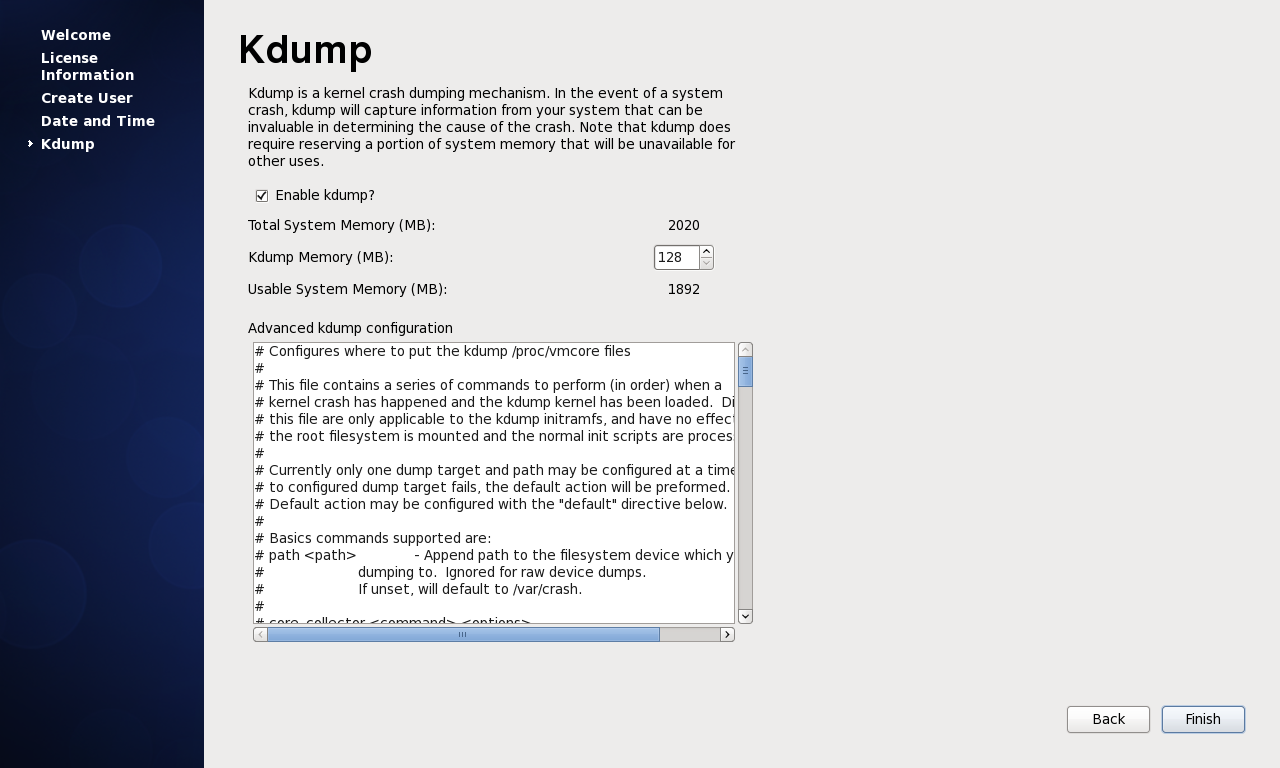 Welcome
License
Information
Create User
Date and Time
Kdump
Kdump
Kdump is a kernel crash dumping mechanism. In the event of a system
crash, kdump will capture information from your system that can be
invaluable in determining the cause of the crash. Note that kdump does
require reserving a portion of system memory that will be unavailable for
other uses.
Enable kdump?
Total System Memory (MB): 2020
Kdump Memory (MB): 128
Usable System Memory (MB): 1892
Advanced kdump configuration
# Configures where to put the kdump /proc/vmcore files
#
# This file contains a series of commands to perform (in order) when a
# kernel crash has happened and the kdump kernel has been loaded.  Di
# this file are only applicable to the kdump initramfs, and have no effect
# the root filesystem is mounted and the normal init scripts are proces
#
# Currently only one dump target and path may be configured at a time
# to configured dump target fails, the default action will be preformed.
# Default action may be configured with the "default" directive below.
#
# Basics commands supported are:
# path <path> - Append path to the filesystem device which y
# dumping to.  Ignored for raw device dumps.
# If unset, will default to /var/crash.
#
# core_collector <command> <options>
Back
Finish